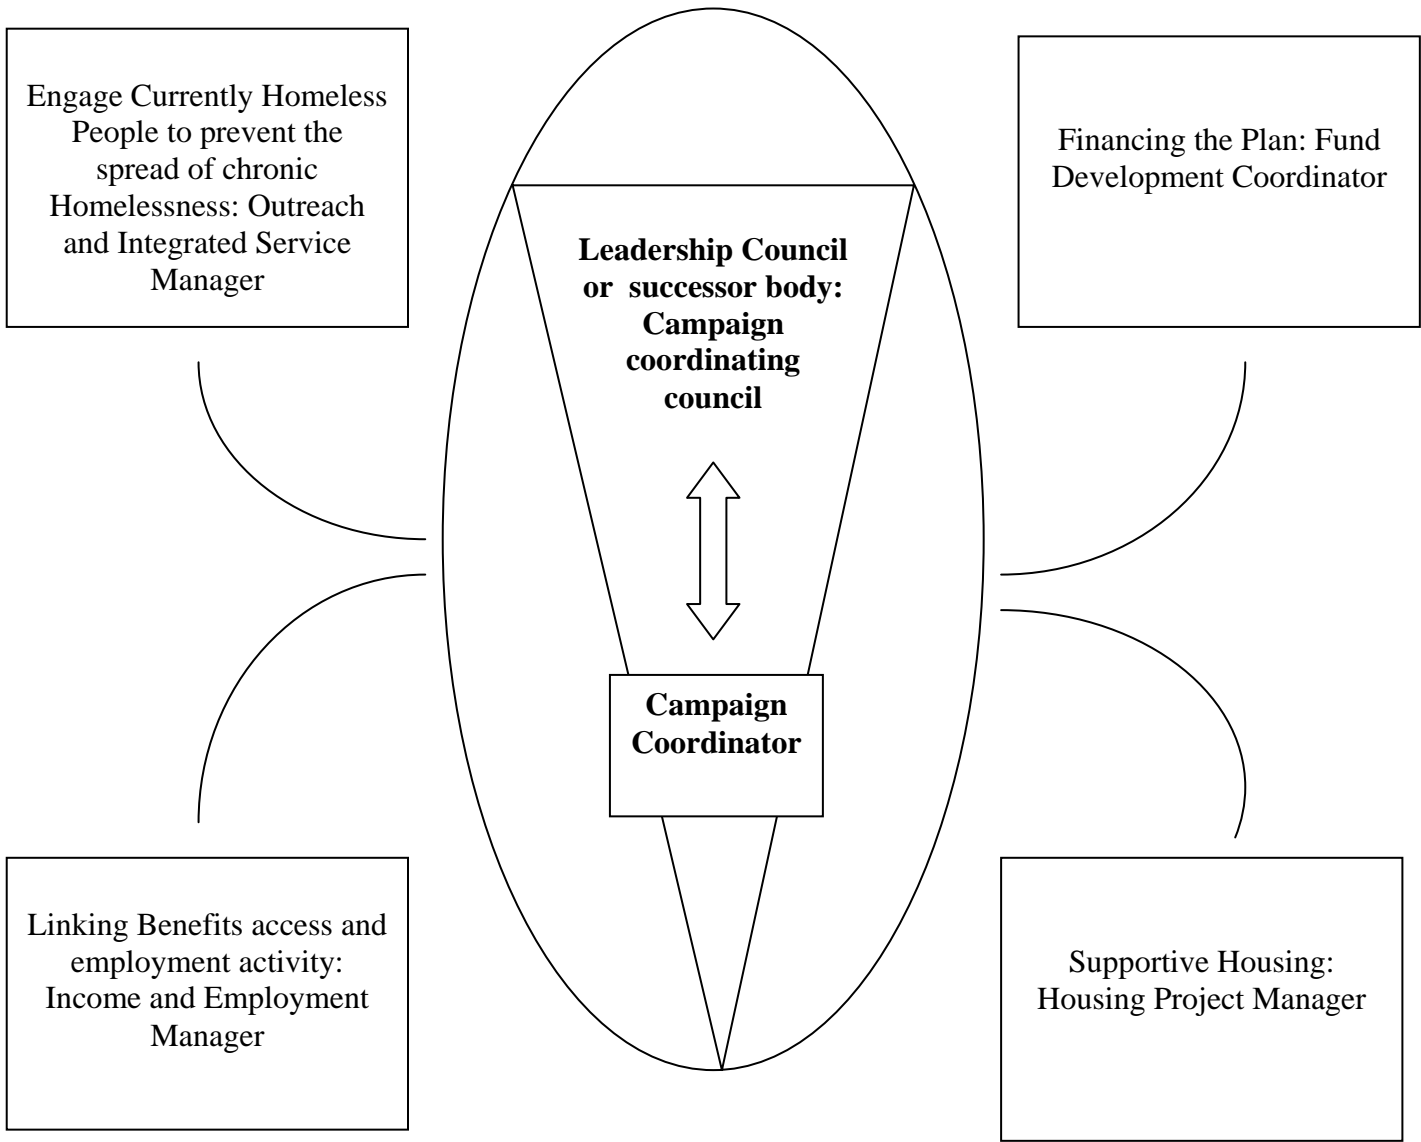 Engage Currently Homeless
People to prevent the
spread of chronic
Homelessness: Outreach
and Integrated Service
Manager
Financing the Plan: Fund
Development Coordinator
Leadership Council
or  successor body:
Campaign
coordinating
council
Campaign
Coordinator
Linking Benefits access and
employment activity:
Income and Employment
Manager
Supportive Housing:
Housing Project Manager